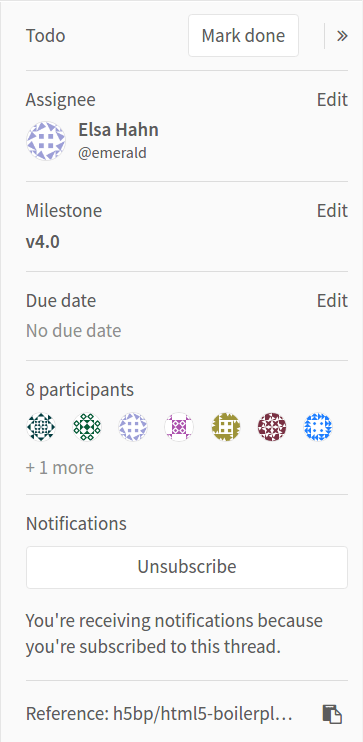 Todo Mark done
Assignee Edit
Elsa Hahn
@emerald
Milestone Edit
v4.0
Due date Edit
No due date
8 participants
+ 1 more
Notifications
Unsubscribe
You're receiving notifications because
you're subscribed to this thread.
Reference: h5bp/html5-boilerpl…